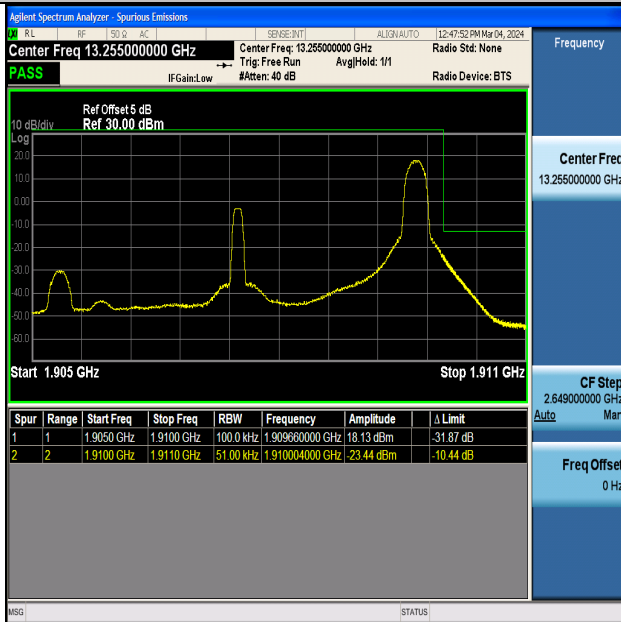 Agilent Spectrum Analyzer - Spurious Emissions
RL RF 50 Ω AC SENSE:INT ALIGNAUTO 12:47:52 PM Mar 04, 2024
Center Freq 13.255000000 GHz Center Freq: 13.255000000 GHz Radio Std: None
Trig: Free Run Avg|Hold: 1/1
PASS IFGain:Low #Atten: 40 dB Radio Device: BTS
Frequency
Ref Offset 5 dB
10 dB/div Ref 30.00 dBm
Log
20.0
10.0
0.00
-10.0
-20.0
-30.0
-40.0
-50.0
-60.0
Start 1.905 GHz Stop 1.911 GHz
Center Freq
13.255000000 GHz
CF Step
2.649000000 GHz
Auto Man
Freq Offset
0 Hz
Spur Range Start Freq Stop Freq RBW Frequency Amplitude Δ Limit
1 1 1.9050 GHz 1.9100 GHz 100.0 kHz 1.909660000 GHz 18.13 dBm -31.87 dB
2 2 1.9100 GHz 1.9110 GHz 51.00 kHz 1.910004000 GHz -23.44 dBm -10.44 dB
MSG STATUS